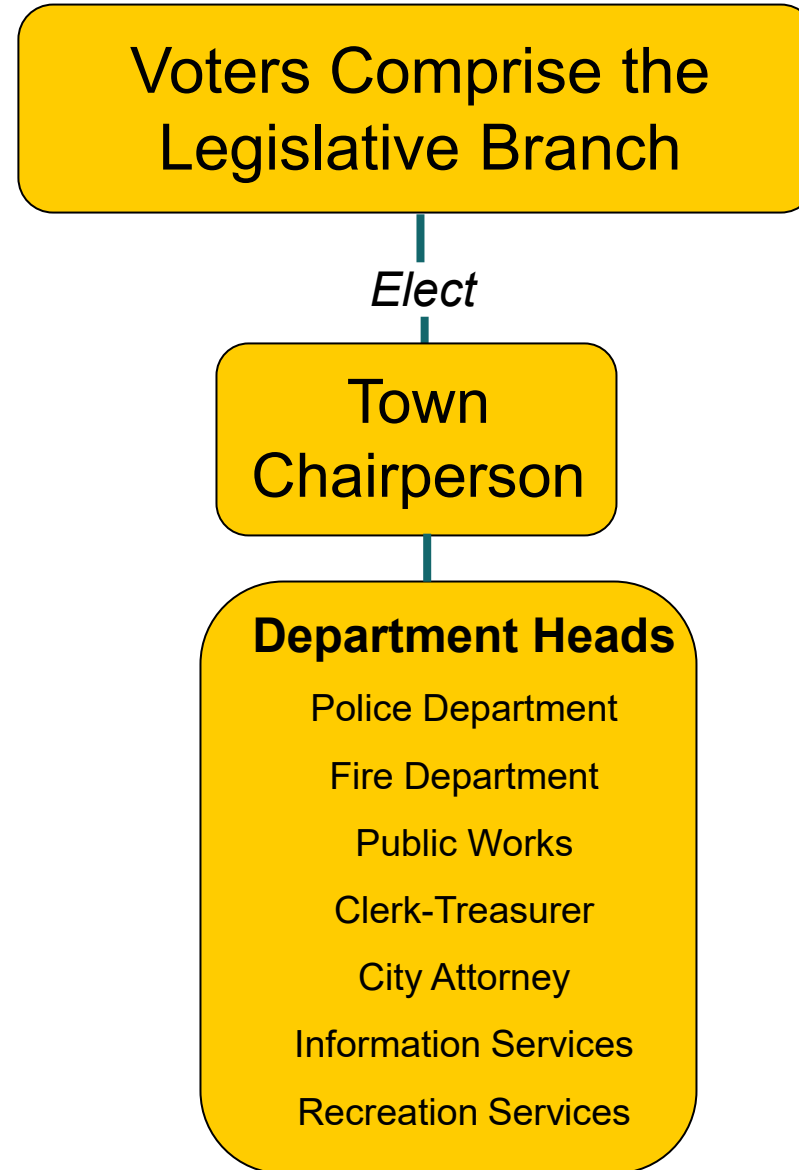 Voters Comprise the
Legislative Branch
Elect
Town
Chairperson
Department Heads
Police Department
Fire Department
Public Works
Clerk-Treasurer
City Attorney
Information Services
Recreation Services